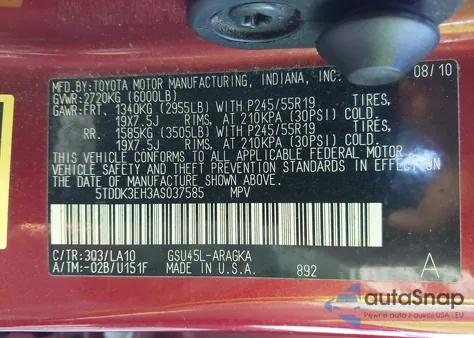 MFD.BY:TOYOTA MOTOR MANUFACTURING, INDIANA, INC. 08/10
GVWR:2720KG (6000LB)
GAWR:FRT. 1340KG (2955LB) WITH P245/55R19 TIRES,
19X7.5J RIMS, AT 210KPA (30PSI) COLD.
RR. 1585KG (3505LB) WITH P245/55R19 TIRES,
19X7.5J RIMS, AT 210KPA (30PSI) COLD.
THIS VEHICLE CONFORMS TO ALL APPLICABLE FEDERAL MOTOR
VEHICLE SAFETY AND THEFT PREVENTION STANDARDS IN EFFECT ON
THE DATE OF MANUFACTURE SHOWN ABOVE.
5TDDK3EH3AS037585 MPV
C/TR:3Q3/LA10 GSU45L-ARAGKA
A/TM:-02B/U151F MADE IN U.S.A. 892 A
autoSnap
Pewne auta z USA i EU